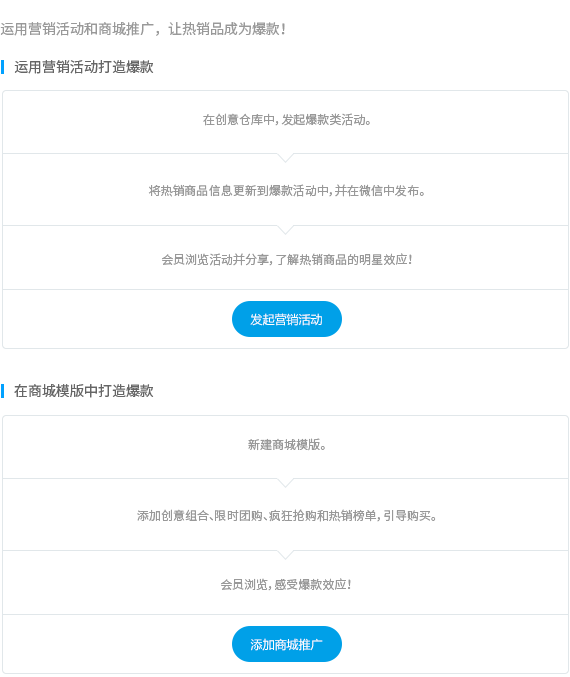 运用营销活动和商城推广，让热销品成为爆款！
运用营销活动打造爆款
在创意仓库中，发起爆款类活动。
将热销商品信息更新到爆款活动中，并在微信中发布。
会员浏览活动并分享，了解热销商品的明星效应！
发起营销活动
在商城模版中打造爆款
新建商城模版。
添加创意组合、限时团购、疯狂抢购和热销榜单，引导购买。
会员浏览，感受爆款效应！
添加商城推广